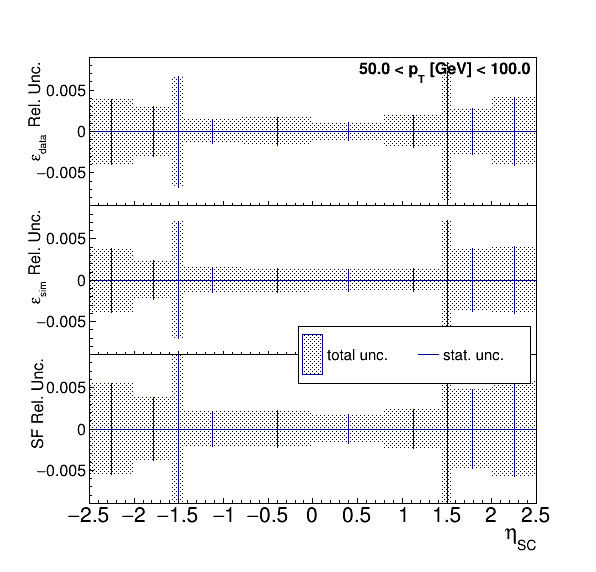 50.0 < p_T [GeV] < 100.0
ε_data Rel. Unc.
0.005
0
−0.005
ε_sim Rel. Unc.
0.005
0
−0.005
total unc.
stat. unc.
SF Rel. Unc.
0.005
0
−0.005
−2.5 −2 −1.5 −1 −0.5 0 0.5 1 1.5 2 2.5
η_SC